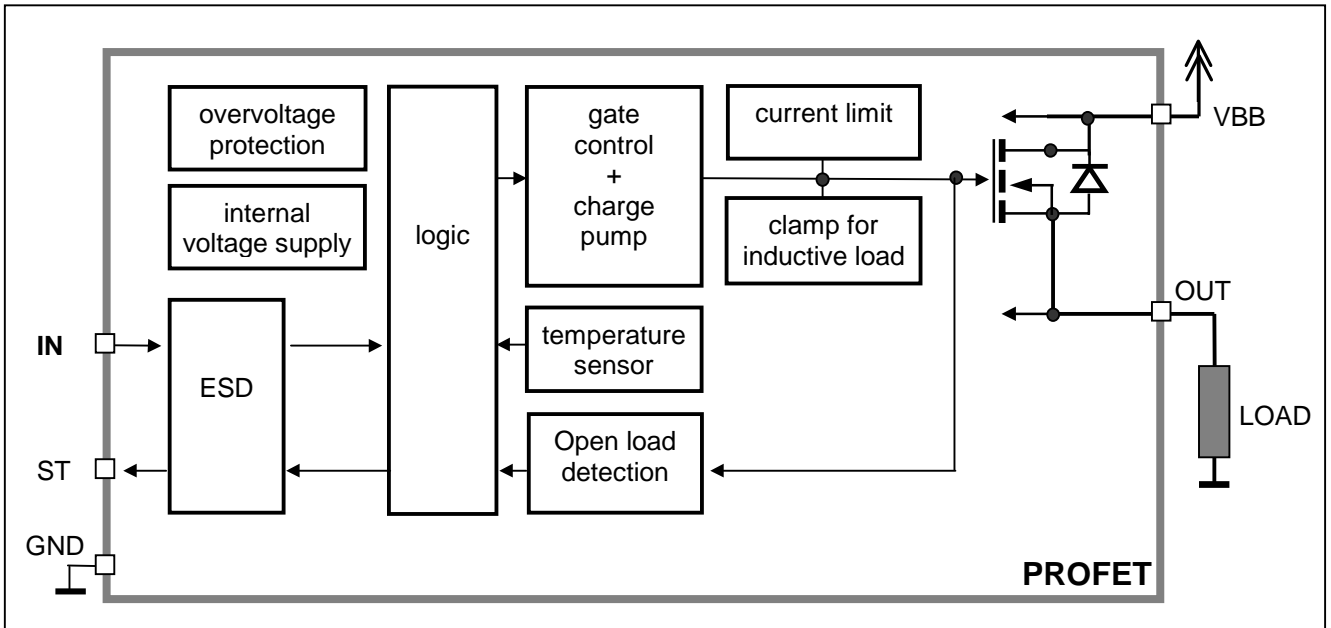 overvoltage
protection
internal
voltage supply
logic
gate
control
+
charge
pump
current limit
clamp for
inductive load
VBB
OUT
LOAD
IN
ESD
temperature
sensor
ST
Open load
detection
GND
PROFET